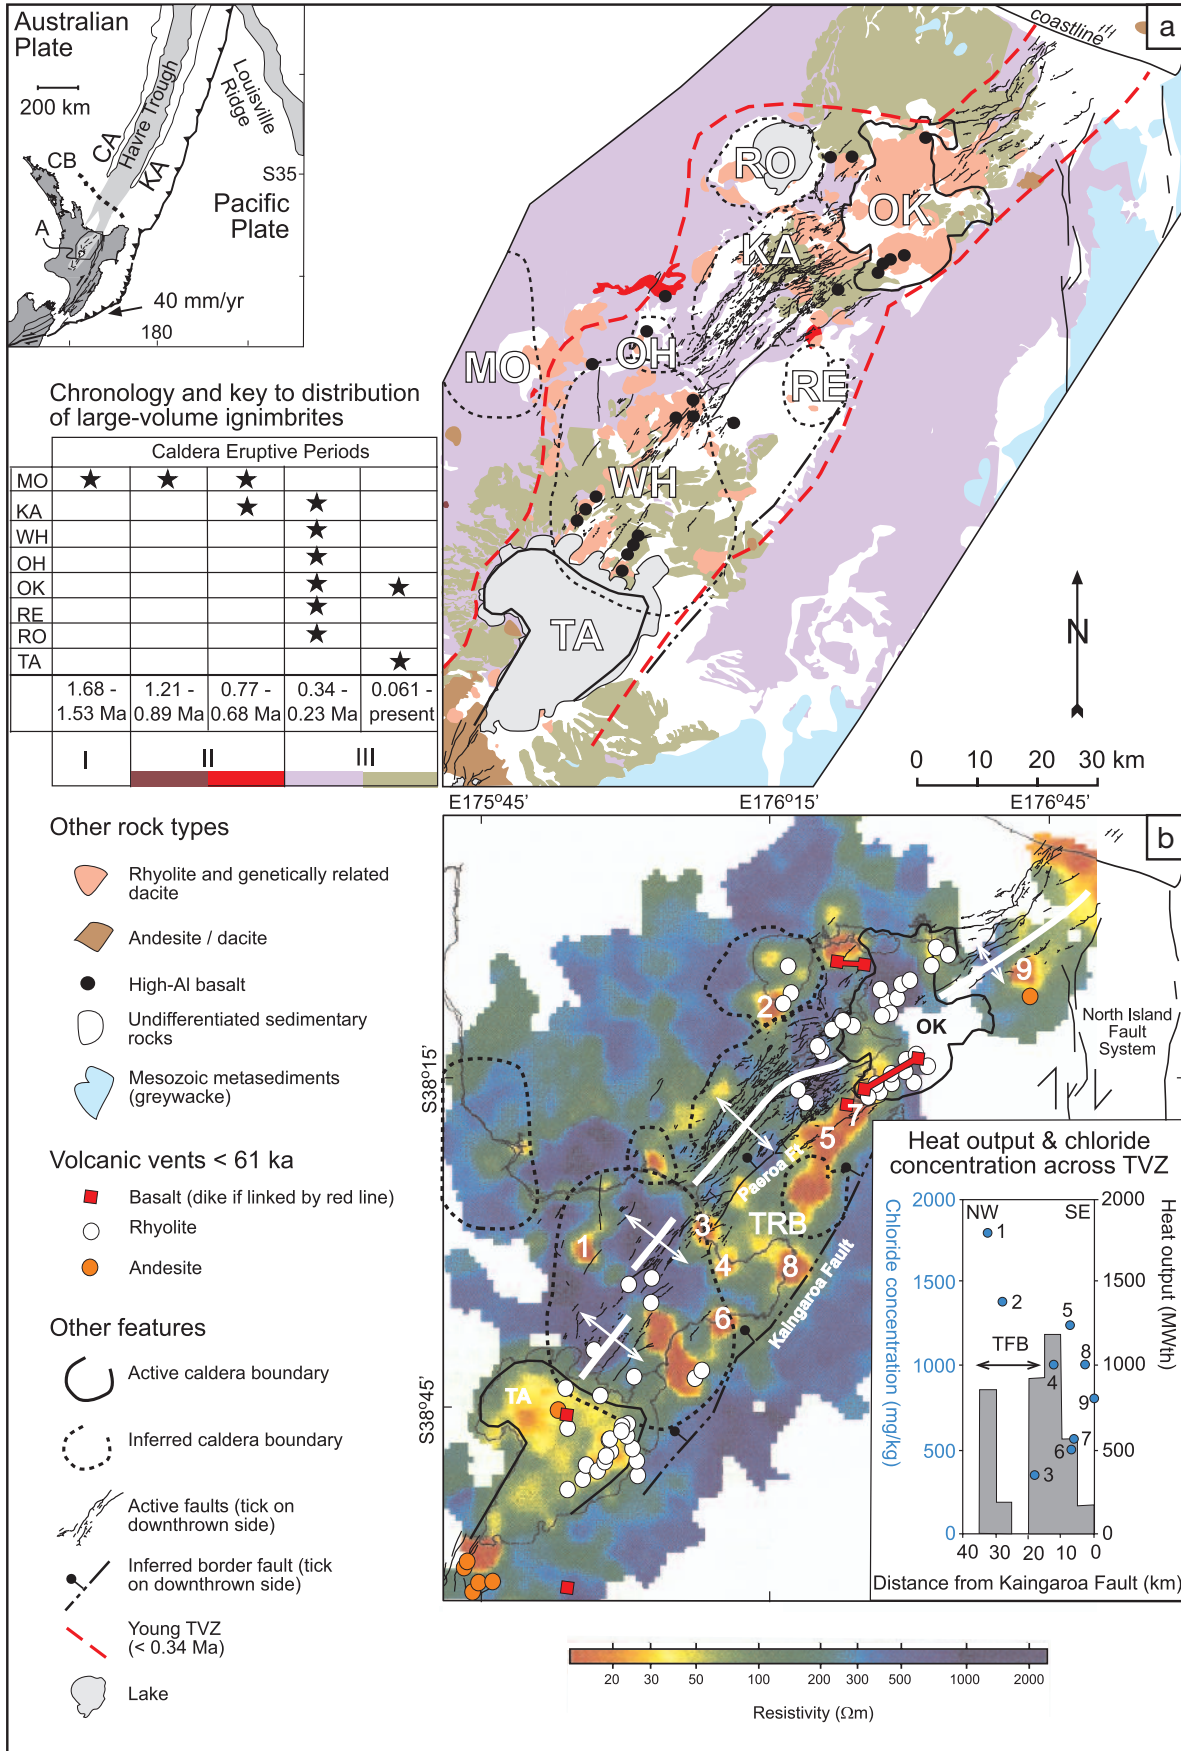 Australian
Plate
200 km
Havre Trough
Louisville
Ridge
CA
KA
CB
A
S35
Pacific
Plate
40 mm/yr
180
a
coastline
RO
OK
KA
MO
OH
RE
WH
TA
N
0 10 20 30 km
Chronology and key to distribution
of large-volume ignimbrites
Caldera Eruptive Periods
MO
KA
WH
OH
OK
RE
RO
TA
1.68 - 1.21 - 0.77 - 0.34 - 0.061 -
1.53 Ma 0.89 Ma 0.68 Ma 0.23 Ma present
I II III
E175°45' E176°15' E176°45'
Other rock types
Rhyolite and genetically related
dacite
Andesite / dacite
High-Al basalt
Undifferentiated sedimentary
rocks
Mesozoic metasediments
(greywacke)
Volcanic vents < 61 ka
Basalt (dike if linked by red line)
Rhyolite
Andesite
Other features
Active caldera boundary
Inferred caldera boundary
Active faults (tick on
downthrown side)
Inferred border fault (tick
on downthrown side)
Young TVZ
(< 0.34 Ma)
Lake
b
S38°15'
S38°45'
9
2
OK
North Island
Fault
System
7
5
Paeroa Ft.
TRB
3
1
4
8
6
Kaingaroa Fault
TA
Heat output & chloride
concentration across TVZ
Chloride concentration (mg/kg)
Heat output (MWth)
2000 2000
NW SE
1
1500 1500
2
5
TFB
8
1000 4 1000
9
7
500 6 500
3
0 0
40 30 20 10 0
Distance from Kaingaroa Fault (km)
20 30 50 100 200 300 500 1000 2000
Resistivity (Ωm)